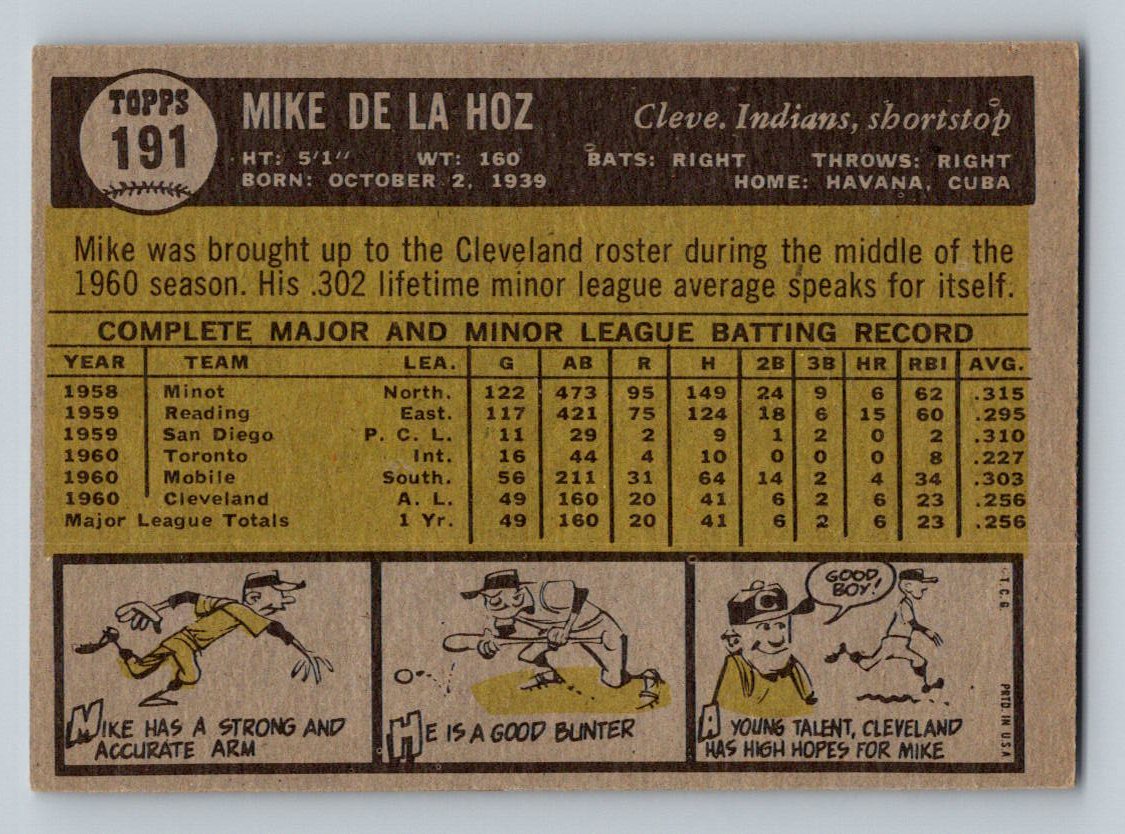 TOPPS
191
MIKE DE LA HOZ
Cleve. Indians, shortstop
HT: 5'1" WT: 160 BATS: RIGHT THROWS: RIGHT
BORN: OCTOBER 2, 1939 HOME: HAVANA, CUBA
Mike was brought up to the Cleveland roster during the middle of the
1960 season. His .302 lifetime minor league average speaks for itself.
COMPLETE MAJOR AND MINOR LEAGUE BATTING RECORD
YEAR TEAM LEA. G AB R H 2B 3B HR RBI AVG.
1958 Minot North. 122 473 95 149 24 9 6 62 .315
1959 Reading East. 117 421 75 124 18 6 15 60 .295
1959 San Diego P. C. L. 11 29 2 9 1 2 0 2 .310
1960 Toronto Int. 16 44 4 10 0 0 0 8 .227
1960 Mobile South. 56 211 31 64 14 2 4 34 .303
1960 Cleveland A. L. 49 160 20 41 6 2 6 23 .256
Major League Totals 1 Yr. 49 160 20 41 6 2 6 23 .256
MIKE HAS A STRONG AND
ACCURATE ARM
HE IS A GOOD BUNTER
C
GOOD
BOY!
A YOUNG TALENT, CLEVELAND
HAS HIGH HOPES FOR MIKE
T.C.G
PRTD IN USA